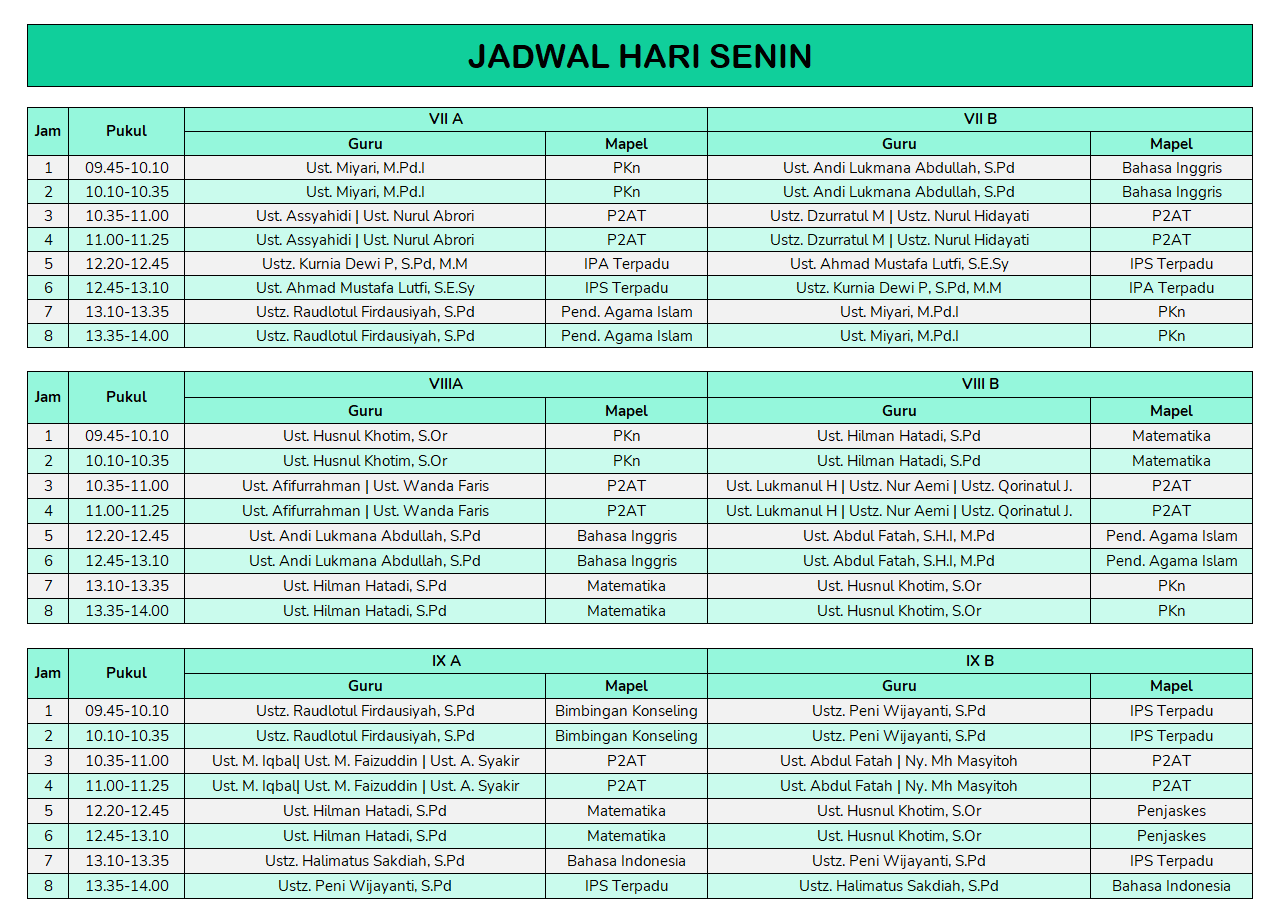 JADWAL HARI SENIN
Jam Pukul VII A VII B
Guru Mapel Guru Mapel
1 09.45-10.10 Ust. Miyari, M.Pd.I PKn Ust. Andi Lukmana Abdullah, S.Pd Bahasa Inggris
2 10.10-10.35 Ust. Miyari, M.Pd.I PKn Ust. Andi Lukmana Abdullah, S.Pd Bahasa Inggris
3 10.35-11.00 Ust. Assyahidi | Ust. Nurul Abrori P2AT Ustz. Dzurratul M | Ustz. Nurul Hidayati P2AT
4 11.00-11.25 Ust. Assyahidi | Ust. Nurul Abrori P2AT Ustz. Dzurratul M | Ustz. Nurul Hidayati P2AT
5 12.20-12.45 Ustz. Kurnia Dewi P, S.Pd, M.M IPA Terpadu Ust. Ahmad Mustafa Lutfi, S.E.Sy IPS Terpadu
6 12.45-13.10 Ust. Ahmad Mustafa Lutfi, S.E.Sy IPS Terpadu Ustz. Kurnia Dewi P, S.Pd, M.M IPA Terpadu
7 13.10-13.35 Ustz. Raudlotul Firdausiyah, S.Pd Pend. Agama Islam Ust. Miyari, M.Pd.I PKn
8 13.35-14.00 Ustz. Raudlotul Firdausiyah, S.Pd Pend. Agama Islam Ust. Miyari, M.Pd.I PKn
Jam Pukul VIIIA VIII B
Guru Mapel Guru Mapel
1 09.45-10.10 Ust. Husnul Khotim, S.Or PKn Ust. Hilman Hatadi, S.Pd Matematika
2 10.10-10.35 Ust. Husnul Khotim, S.Or PKn Ust. Hilman Hatadi, S.Pd Matematika
3 10.35-11.00 Ust. Afifurrahman | Ust. Wanda Faris P2AT Ust. Lukmanul H | Ustz. Nur Aemi | Ustz. Qorinatul J. P2AT
4 11.00-11.25 Ust. Afifurrahman | Ust. Wanda Faris P2AT Ust. Lukmanul H | Ustz. Nur Aemi | Ustz. Qorinatul J. P2AT
5 12.20-12.45 Ust. Andi Lukmana Abdullah, S.Pd Bahasa Inggris Ust. Abdul Fatah, S.H.I, M.Pd Pend. Agama Islam
6 12.45-13.10 Ust. Andi Lukmana Abdullah, S.Pd Bahasa Inggris Ust. Abdul Fatah, S.H.I, M.Pd Pend. Agama Islam
7 13.10-13.35 Ust. Hilman Hatadi, S.Pd Matematika Ust. Husnul Khotim, S.Or PKn
8 13.35-14.00 Ust. Hilman Hatadi, S.Pd Matematika Ust. Husnul Khotim, S.Or PKn
Jam Pukul IX A IX B
Guru Mapel Guru Mapel
1 09.45-10.10 Ustz. Raudlotul Firdausiyah, S.Pd Bimbingan Konseling Ustz. Peni Wijayanti, S.Pd IPS Terpadu
2 10.10-10.35 Ustz. Raudlotul Firdausiyah, S.Pd Bimbingan Konseling Ustz. Peni Wijayanti, S.Pd IPS Terpadu
3 10.35-11.00 Ust. M. Iqbal| Ust. M. Faizuddin | Ust. A. Syakir P2AT Ust. Abdul Fatah | Ny. Mh Masyitoh P2AT
4 11.00-11.25 Ust. M. Iqbal| Ust. M. Faizuddin | Ust. A. Syakir P2AT Ust. Abdul Fatah | Ny. Mh Masyitoh P2AT
5 12.20-12.45 Ust. Hilman Hatadi, S.Pd Matematika Ust. Husnul Khotim, S.Or Penjaskes
6 12.45-13.10 Ust. Hilman Hatadi, S.Pd Matematika Ust. Husnul Khotim, S.Or Penjaskes
7 13.10-13.35 Ustz. Halimatus Sakdiah, S.Pd Bahasa Indonesia Ustz. Peni Wijayanti, S.Pd IPS Terpadu
8 13.35-14.00 Ustz. Peni Wijayanti, S.Pd IPS Terpadu Ustz. Halimatus Sakdiah, S.Pd Bahasa Indonesia